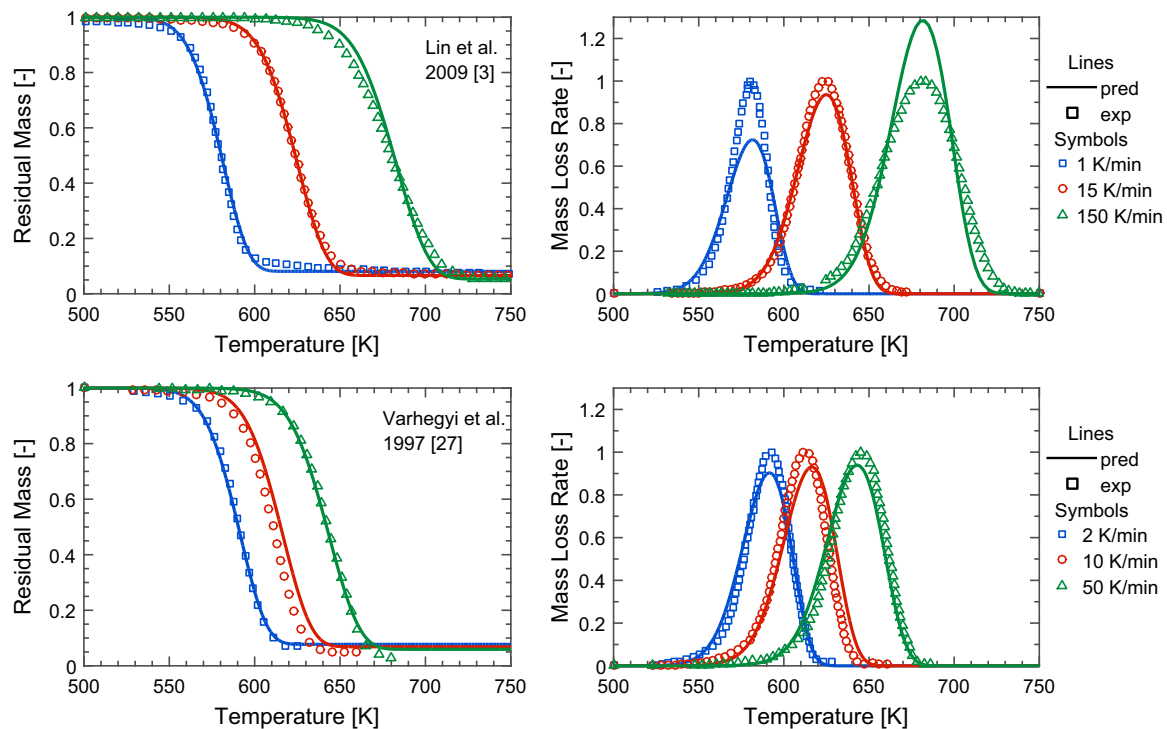 1
0.8
0.6
0.4
0.2
0
Residual Mass [-]
Lin et al.
2009 [3]
500 550 600 650 700 750
Temperature [K]
1.2
1
0.8
0.6
0.4
0.2
0
Mass Loss Rate [-]
500 550 600 650 700 750
Temperature [K]
Lines
pred
exp
Symbols
1 K/min
15 K/min
150 K/min
1
0.8
0.6
0.4
0.2
0
Residual Mass [-]
Varhegyi et al.
1997 [27]
500 550 600 650 700 750
Temperature [K]
1.2
1
0.8
0.6
0.4
0.2
0
Mass Loss Rate [-]
500 550 600 650 700 750
Temperature [K]
Lines
pred
exp
Symbols
2 K/min
10 K/min
50 K/min